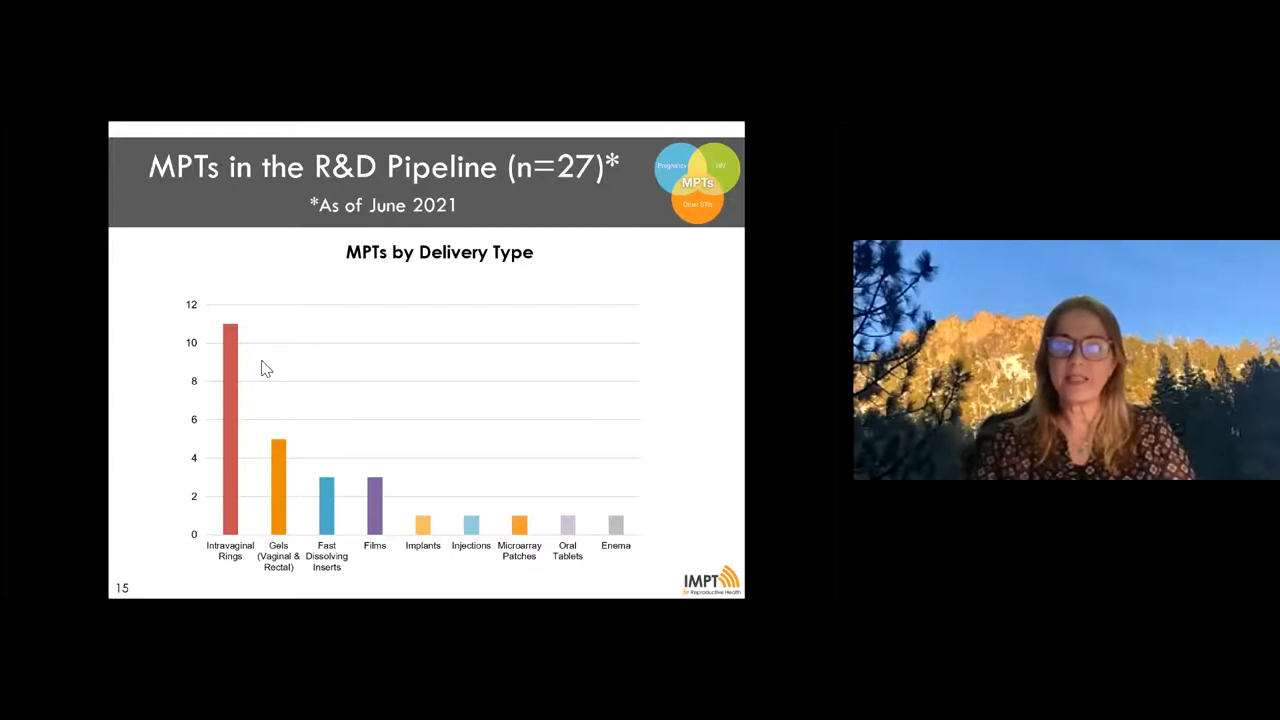 MPTs in the R&D Pipeline (n=27)*
*As of June 2021
Pregnancy
HIV
MPTs
Other STIs
MPTs by Delivery Type
12
10
8
6
4
2
0
Intravaginal
Rings
Gels
(Vaginal &
Rectal)
Fast
Dissolving
Inserts
Films
Implants
Injections
Microarray
Patches
Oral
Tablets
Enema
15
IMPT
for Reproductive Health